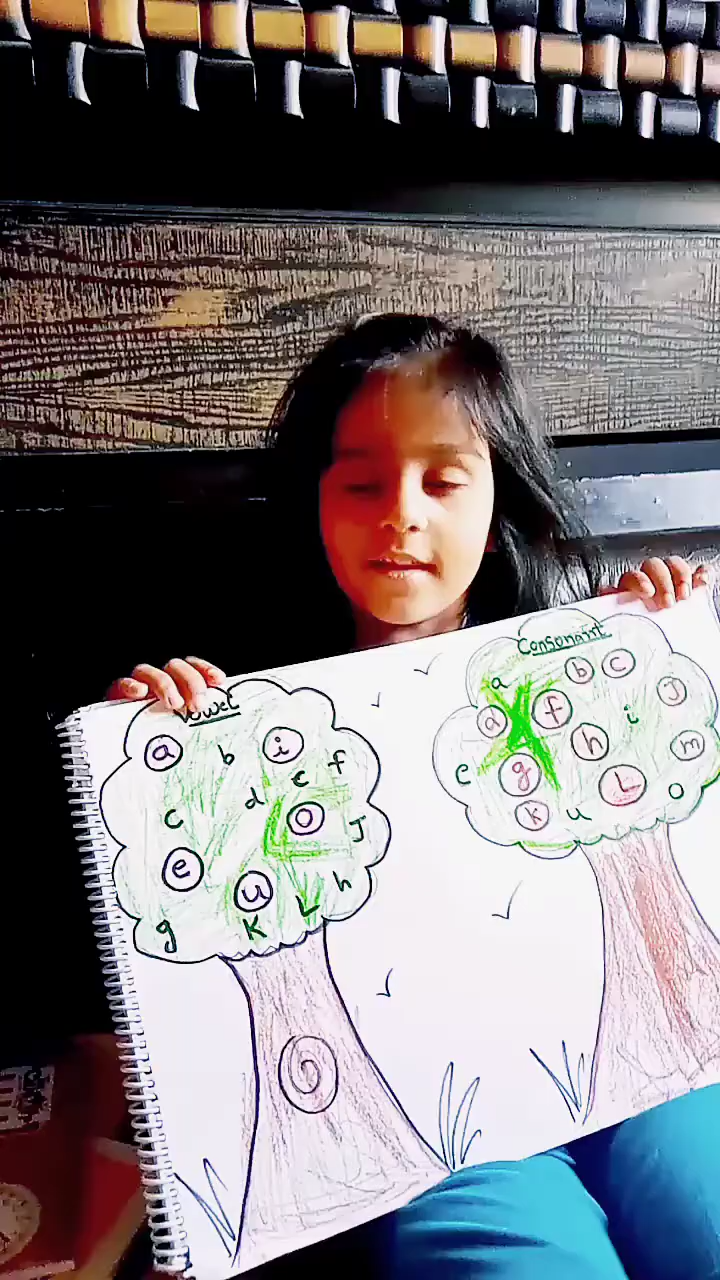 Vowel
a b i
e f
c d o J
e u h
g K L
Consonant
a b c
d f i J
e g h m
K u L o